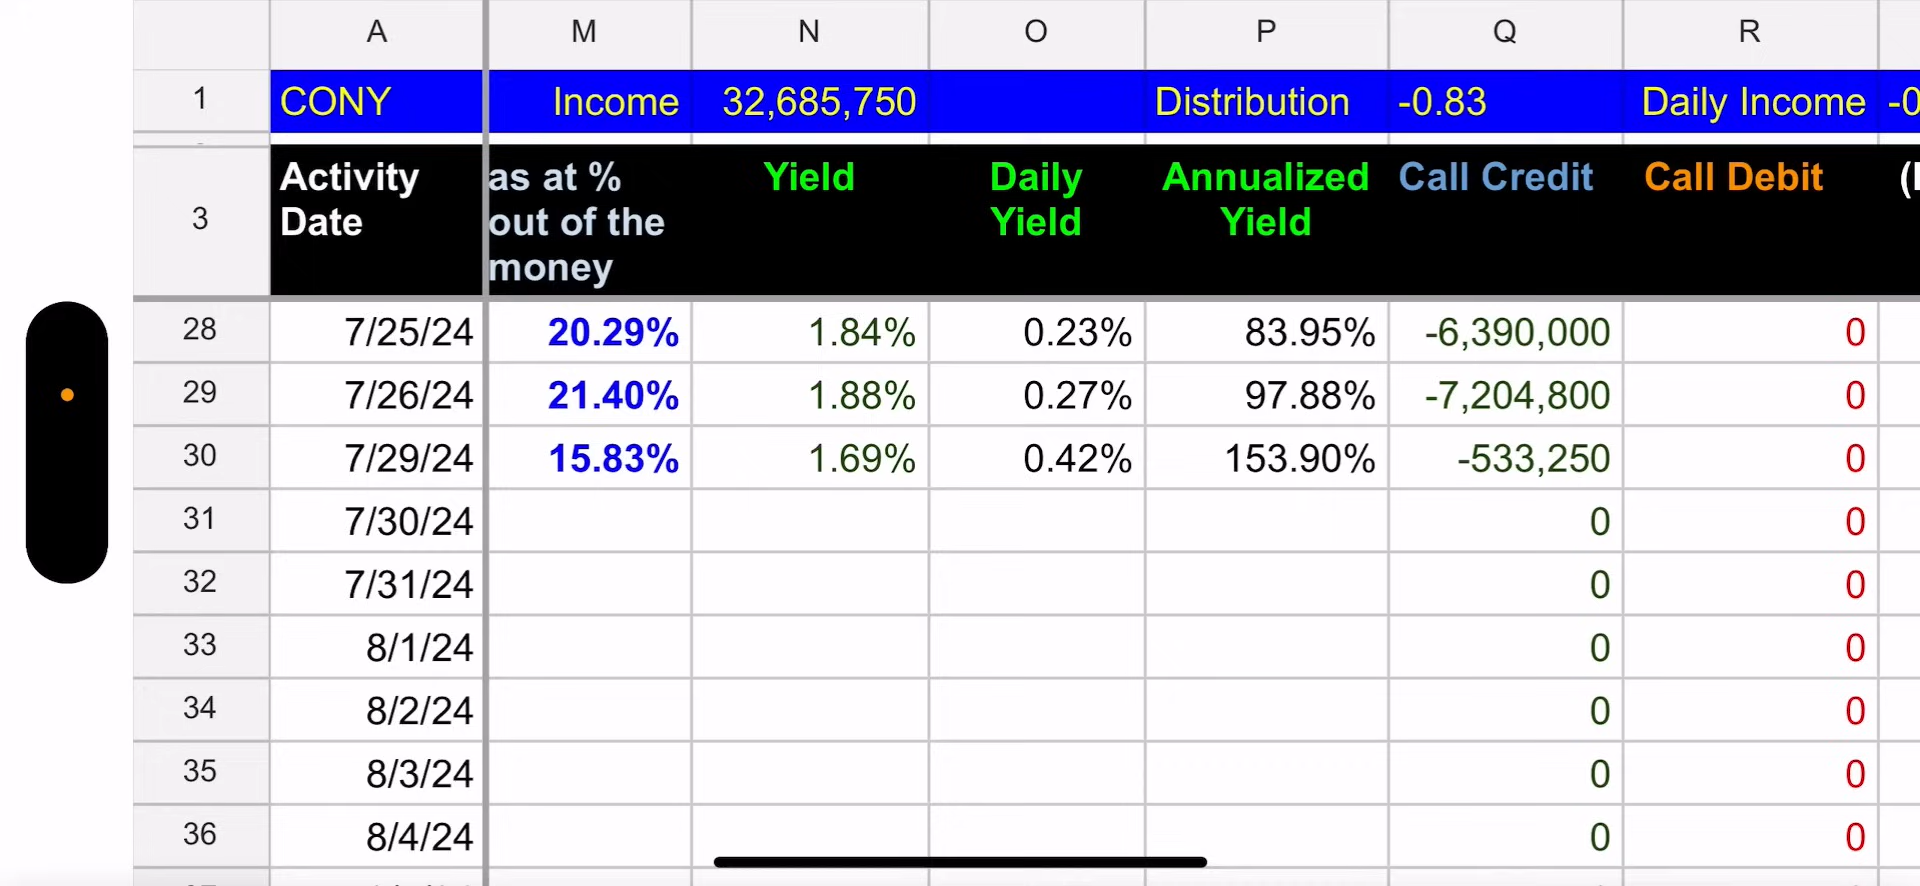 A M N O P Q R
1 CONY Income 32,685,750 Distribution -0.83 Daily Income -0
3 Activity Date as at % out of the money Yield Daily Yield Annualized Yield Call Credit Call Debit
28 7/25/24 20.29% 1.84% 0.23% 83.95% -6,390,000 0
29 7/26/24 21.40% 1.88% 0.27% 97.88% -7,204,800 0
30 7/29/24 15.83% 1.69% 0.42% 153.90% -533,250 0
31 7/30/24 0 0
32 7/31/24 0 0
33 8/1/24 0 0
34 8/2/24 0 0
35 8/3/24 0 0
36 8/4/24 0 0